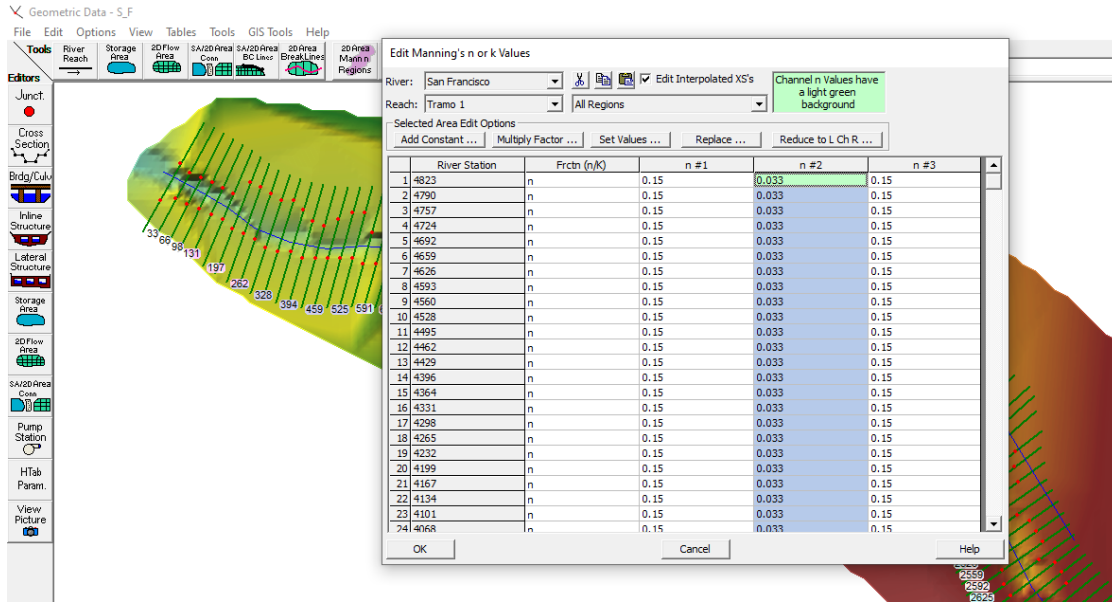 Geometric Data - S_F
File Edit Options View Tables Tools GIS Tools Help
Tools
Editors
River Reach
Storage Area
2D Flow Area
SA/2D Area Conn
SA/2D Area BC Lines
2D Area BreakLines
2D Area Mann n Regions
Junct.
Cross Section
Brdg/Culv
Inline Structure
Lateral Structure
Storage Area
2D Flow Area
SA/2D Area Conn
Pump Station
HTab Param.
View Picture
33
66
98
131
197
262
328
394
459
525
591
Edit Manning's n or k Values
River: San Francisco
Edit Interpolated XS's
Channel n Values have
a light green
background
Reach: Tramo 1
All Regions
Selected Area Edit Options
Add Constant ... Multiply Factor ... Set Values ... Replace ... Reduce to L Ch R ...
River Station Frctn (n/K) n #1 n #2 n #3
1 4823 n 0.15 0.033 0.15
2 4790 n 0.15 0.033 0.15
3 4757 n 0.15 0.033 0.15
4 4724 n 0.15 0.033 0.15
5 4692 n 0.15 0.033 0.15
6 4659 n 0.15 0.033 0.15
7 4626 n 0.15 0.033 0.15
8 4593 n 0.15 0.033 0.15
9 4560 n 0.15 0.033 0.15
10 4528 n 0.15 0.033 0.15
11 4495 n 0.15 0.033 0.15
12 4462 n 0.15 0.033 0.15
13 4429 n 0.15 0.033 0.15
14 4396 n 0.15 0.033 0.15
15 4364 n 0.15 0.033 0.15
16 4331 n 0.15 0.033 0.15
17 4298 n 0.15 0.033 0.15
18 4265 n 0.15 0.033 0.15
19 4232 n 0.15 0.033 0.15
20 4199 n 0.15 0.033 0.15
21 4167 n 0.15 0.033 0.15
22 4134 n 0.15 0.033 0.15
23 4101 n 0.15 0.033 0.15
24 4068 n 0.15 0.033 0.15
OK Cancel Help
2559
2592
2625